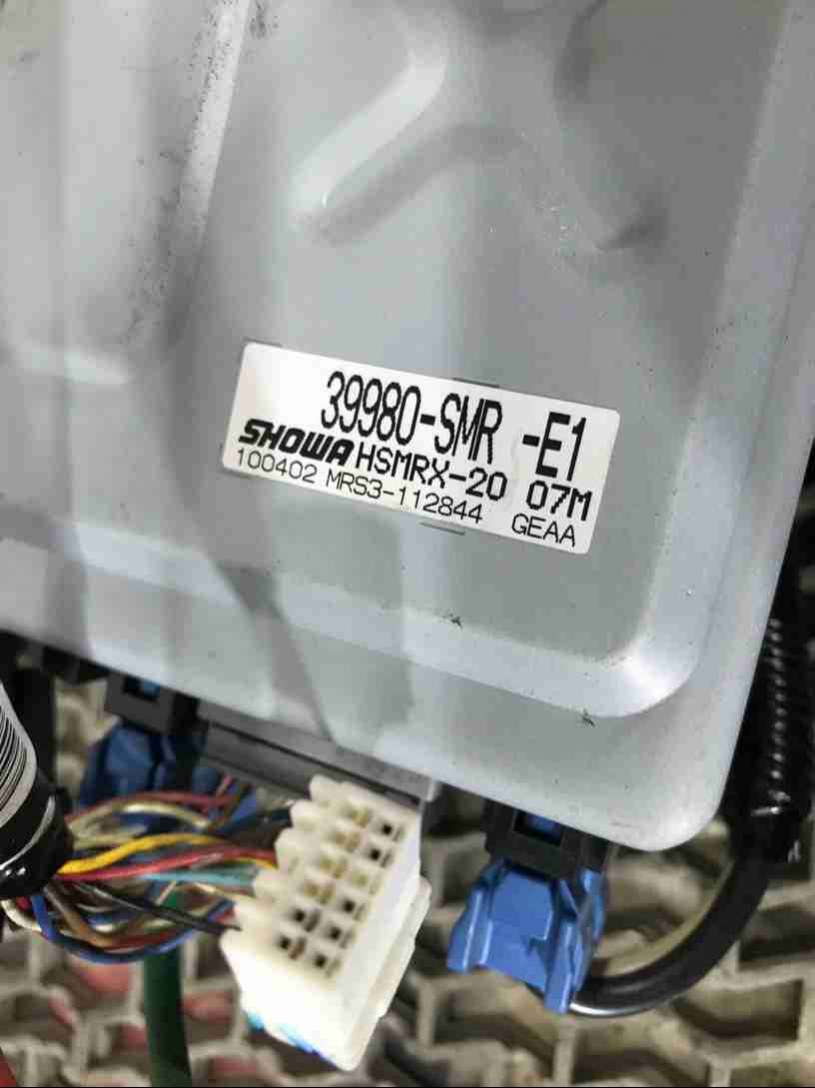 39980-SMR -E1
SHOWA HSMRX-20 07M
100402 MRS3-112844 GEAA